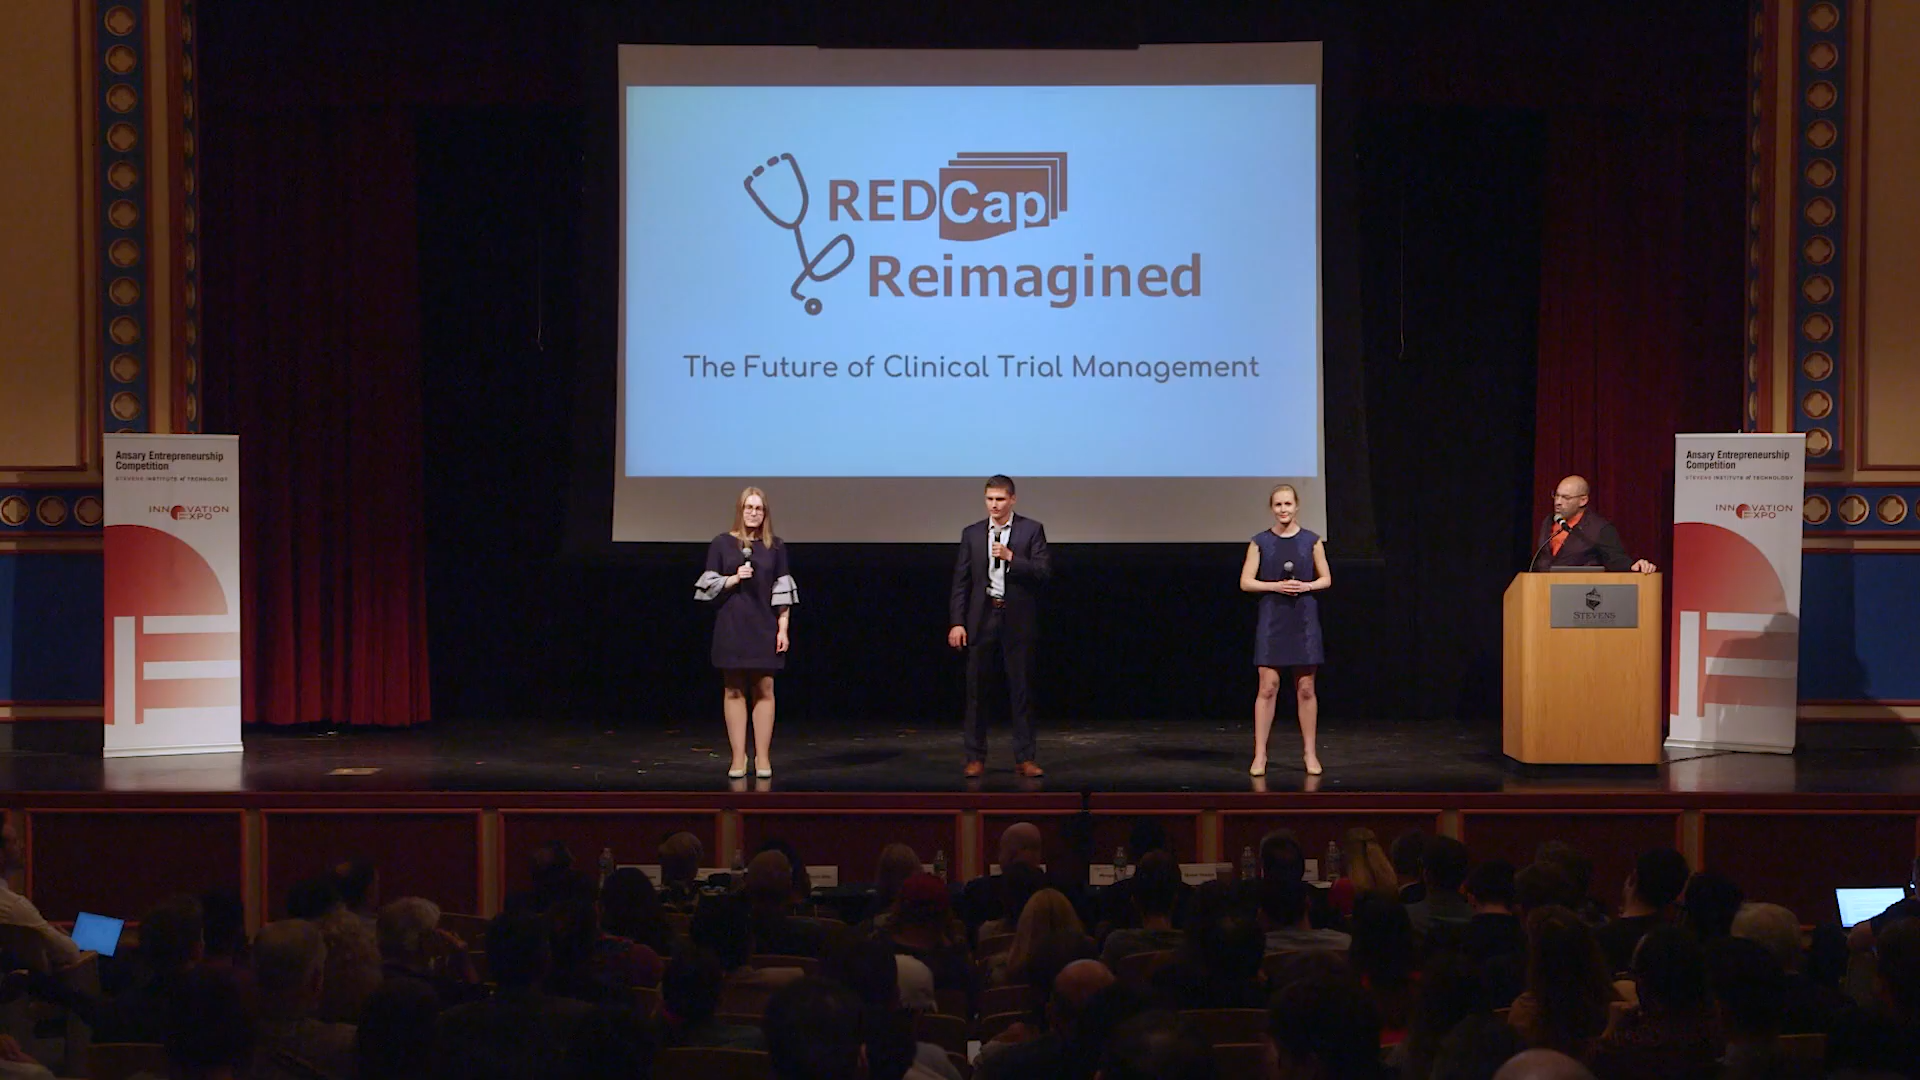 REDCap
Reimagined
The Future of Clinical Trial Management
Ansary Entrepreneurship
Competition
STEVENS INSTITUTE of TECHNOLOGY
INNOVATION
EXPO
Ansary Entrepreneurship
Competition
STEVENS INSTITUTE of TECHNOLOGY
INNOVATION
EXPO
STEVENS